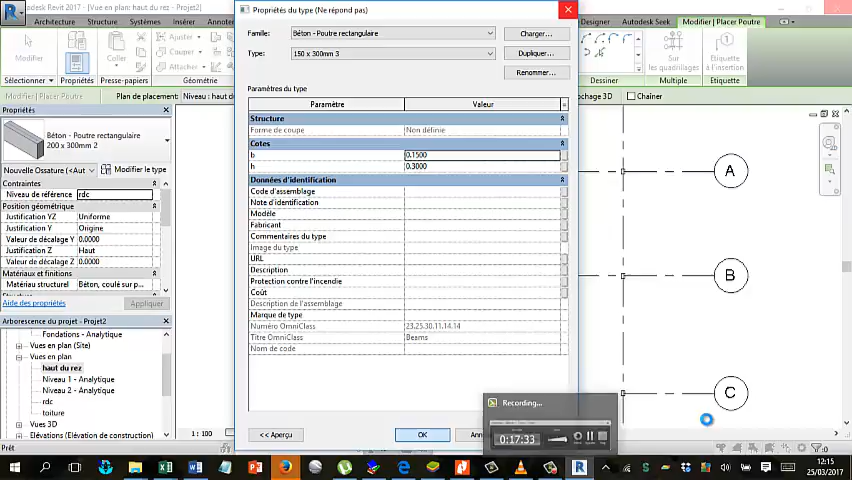 Autodesk Revit 2017 - Vue en plan: haut du rez - Projet2
Propriétés du type (Ne répond pas)
Architecture Structure Systèmes Insérer
Designer Autodesk Seek Modifier | Placer Poutre
Modifier
Propriétés
Coller
Ajuster
Découper
Attacher
Sélectionner Propriétés Presse-papiers Géométrie
Dessiner
Sur les quadrillages
Multiple
Etiquette à l'insertion
Etiquette
Modifier | Placer Poutre Plan de placement: Niveau : haut du
Accrochage 3D Chaîner
Famille: Béton - Poutre rectangulaire Charger...
Type: 150 x 300mm 3 Dupliquer...
Renommer...
Paramètres du type
Paramètre Valeur
Structure
Forme de coupe Non définie
Cotes
b 0.1500
h 0.3000
Données d'identification
Code d'assemblage
Note d'identification
Modèle
Fabricant
Commentaires du type
Image du type
URL
Description
Protection contre l'incendie
Coût
Description de l'assemblage
Marque de type
Numéro OmniClass 23.25.30.11.14.14
Titre OmniClass Beams
Nom de code
<< Aperçu OK
Propriétés
Béton - Poutre rectangulaire
200 x 300mm 2
Nouvelle Ossature (<Aut Modifier le type
Contraintes
Niveau de référence rdc
Position géométrique
Justification YZ Uniforme
Justification Y Origine
Valeur de décalage Y 0.0000
Justification Z Haut
Valeur de décalage Z 0.0000
Matériaux et finitions
Matériau structurel Béton, coulé sur p
Aide des propriétés Appliquer
Arborescence du projet - Projet2
Fondations - Analytique
Vues en plan (Site)
Vues en plan
haut du rez
Niveau 1 - Analytique
Niveau 2 - Analytique
rdc
toiture
Vues 3D
Elévations (Elévation du c
A
B
C
Recording...
0:17:33
1 : 100
Prêt
:0
12:15
25/03/2017